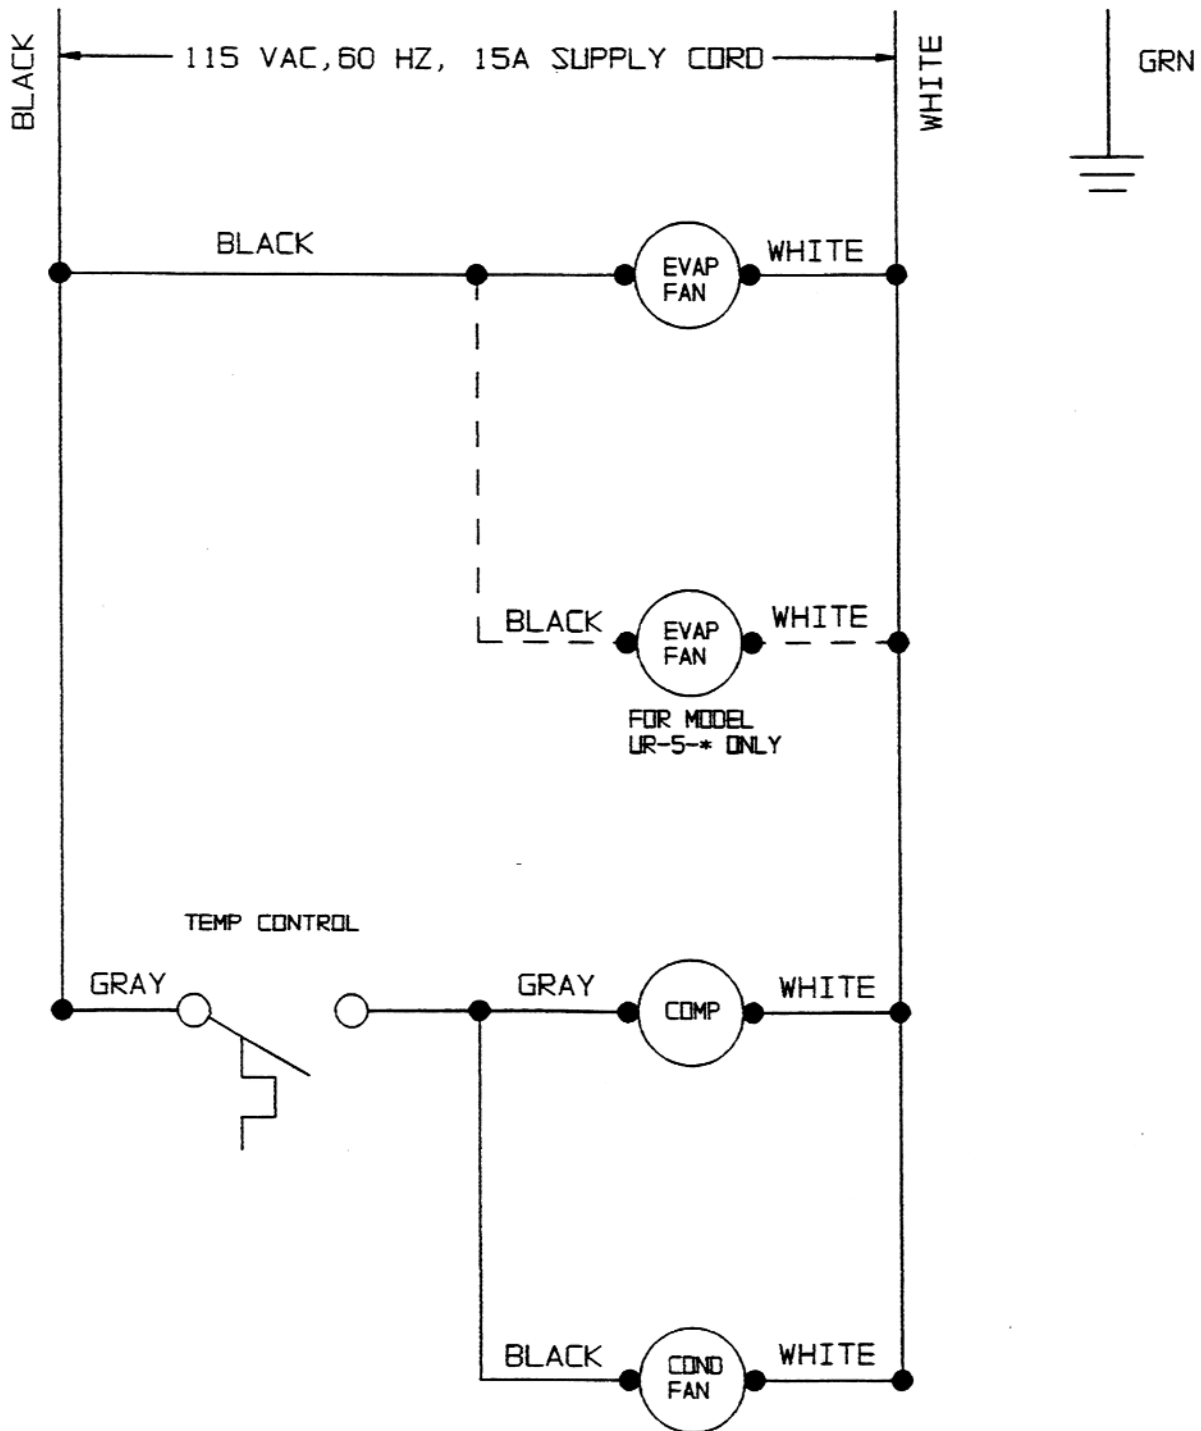 BLACK
115 VAC,60 HZ, 15A SUPPLY CORD
WHITE
GRN
BLACK
EVAP
FAN
WHITE
BLACK
EVAP
FAN
WHITE
FOR MODEL
UR-5-* ONLY
TEMP CONTROL
GRAY
GRAY
COMP
WHITE
BLACK
COND
FAN
WHITE